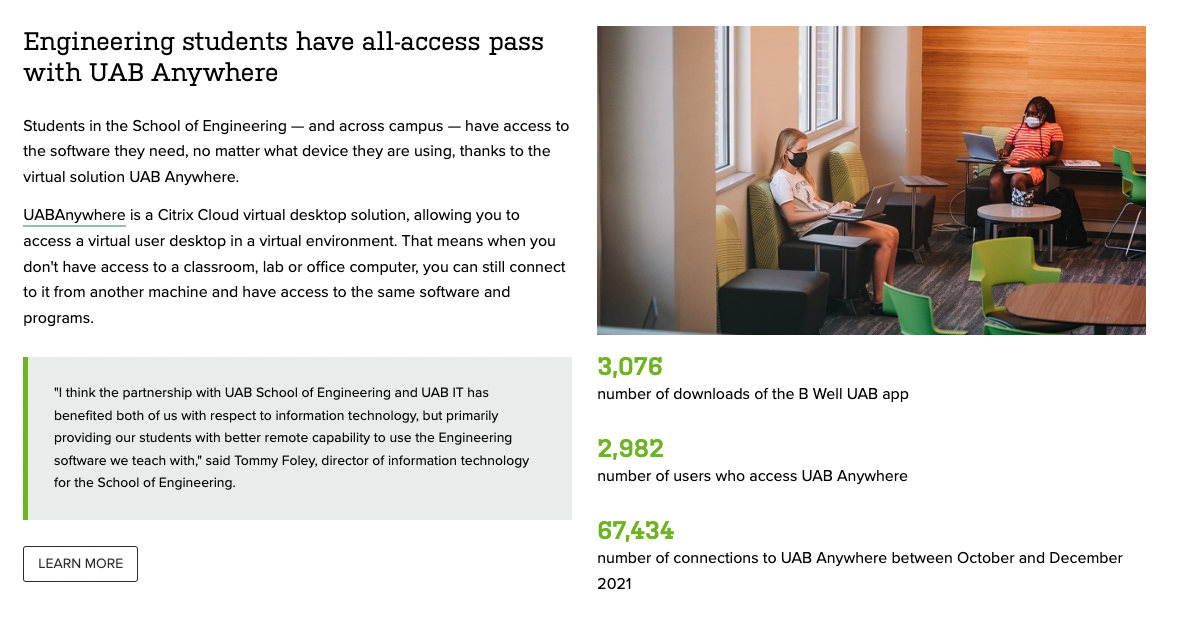 Engineering students have all-access pass
with UAB Anywhere
Students in the School of Engineering — and across campus — have access to
the software they need, no matter what device they are using, thanks to the
virtual solution UAB Anywhere.
UABAnywhere is a Citrix Cloud virtual desktop solution, allowing you to
access a virtual user desktop in a virtual environment. That means when you
don't have access to a classroom, lab or office computer, you can still connect
to it from another machine and have access to the same software and
programs.
"I think the partnership with UAB School of Engineering and UAB IT has
benefited both of us with respect to information technology, but primarily
providing our students with better remote capability to use the Engineering
software we teach with," said Tommy Foley, director of information technology
for the School of Engineering.
LEARN MORE
3,076
number of downloads of the B Well UAB app
2,982
number of users who access UAB Anywhere
67,434
number of connections to UAB Anywhere between October and December
2021